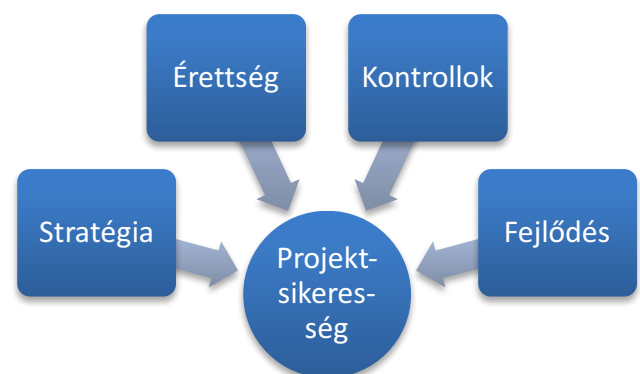 Érettség
Kontrollok
Stratégia
Fejlődés
Projekt-
sikeres-
ség